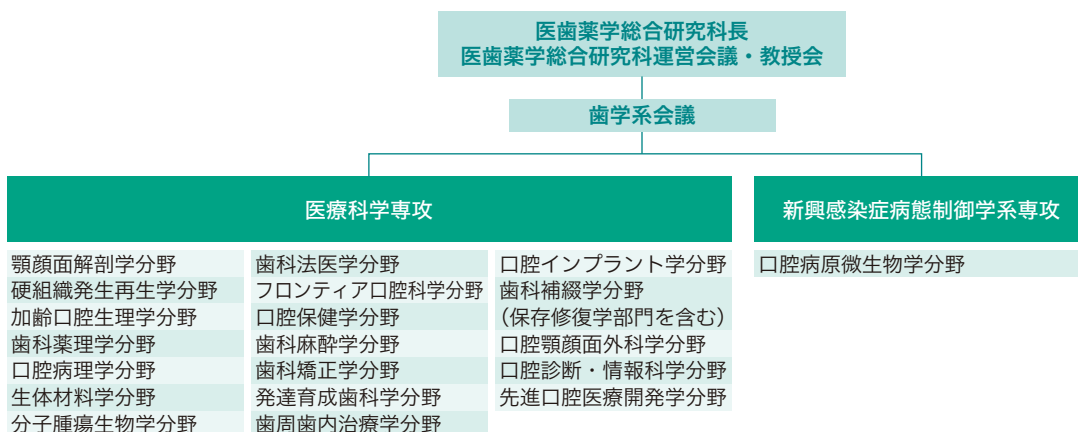 医歯薬学総合研究科長
医歯薬学総合研究科運営会議・教授会
歯学系会議
医療科学専攻
新興感染症病態制御学系専攻
顎顔面解剖学分野
硬組織発生再生学分野
加齢口腔生理学分野
歯科薬理学分野
口腔病理学分野
生体材料学分野
分子腫瘍生物学分野
歯科法医学分野
フロンティア口腔科学分野
口腔保健学分野
歯科麻酔学分野
歯科矯正学分野
発達育成歯科学分野
歯周歯内治療学分野
口腔インプラント学分野
歯科補綴学分野
(保存修復学部門を含む)
口腔顎顔面外科学分野
口腔診断・情報科学分野
先進口腔医療開発学分野
口腔病原微生物学分野